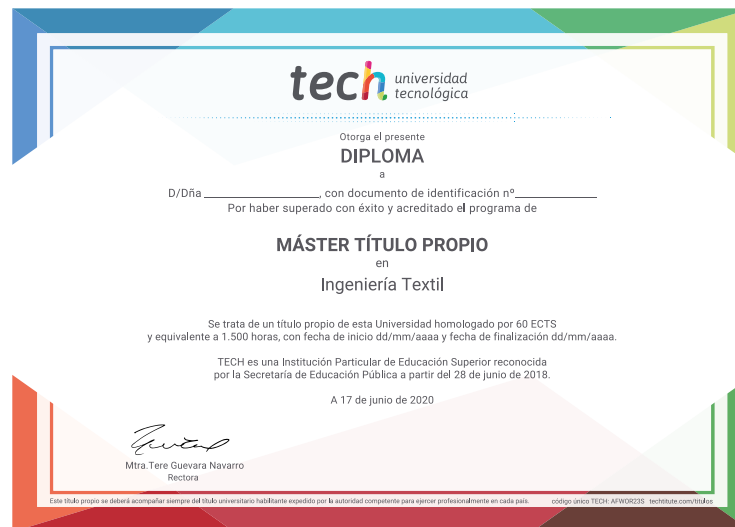 tech universidad
tecnológica
Otorga el presente
DIPLOMA
a
D/Dña ____________________, con documento de identificación nº______________
Por haber superado con éxito y acreditado el programa de
MÁSTER TÍTULO PROPIO
en
Ingeniería Textil
Se trata de un título propio de esta Universidad homologado por 60 ECTS
y equivalente a 1.500 horas, con fecha de inicio dd/mm/aaaa y fecha de finalización dd/mm/aaaa.
TECH es una Institución Particular de Educación Superior reconocida
por la Secretaría de Educación Pública a partir del 28 de junio de 2018.
A 17 de junio de 2020
Mtra.Tere Guevara Navarro
Rectora
Este título propio se deberá acompañar siempre del título universitario habilitante expedido por la autoridad competente para ejercer profesionalmente en cada país. código único TECH: AFWOR23S techtitute.com/titulos